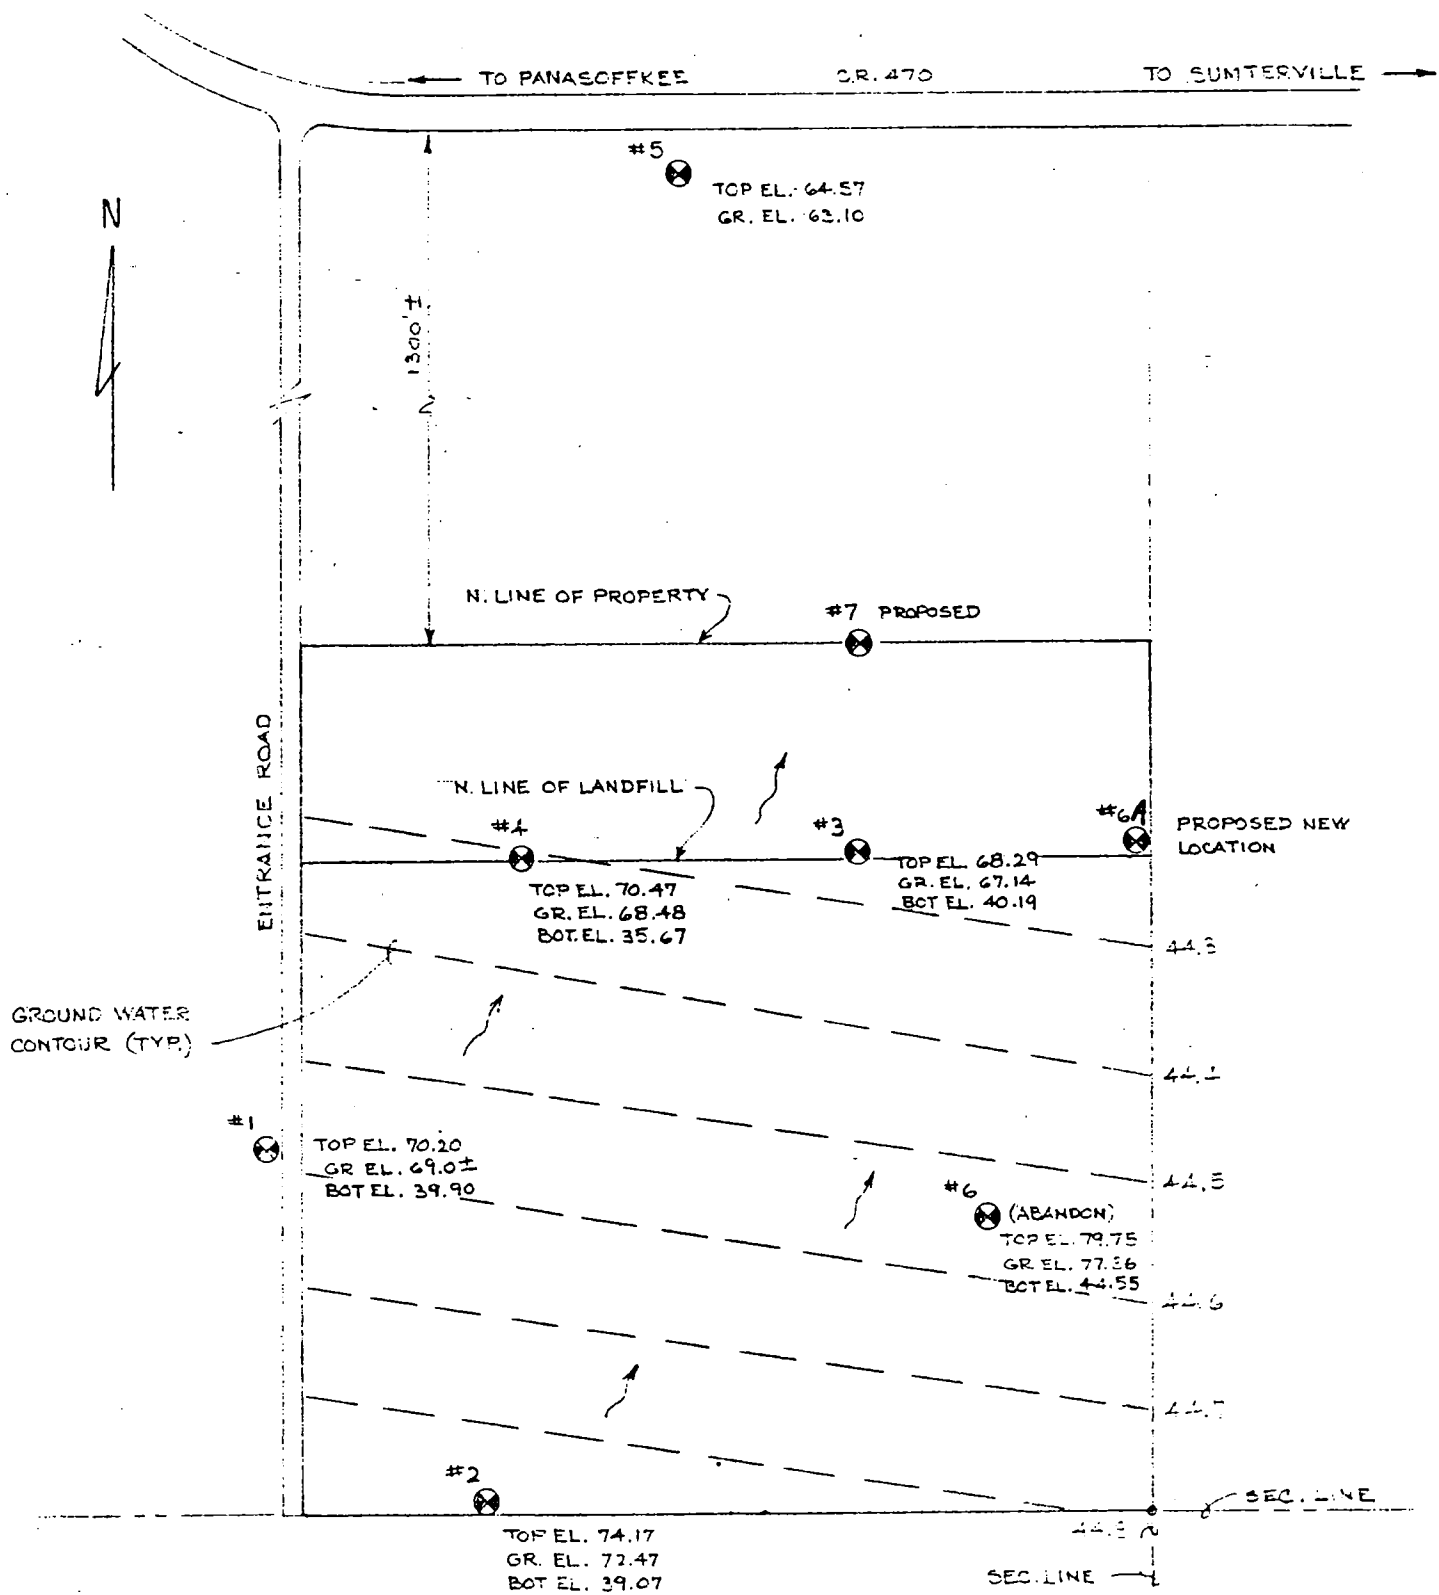 TO PANASOFFKEE C.R. 470 TO SUMTERVILLE
#5
TOP EL. 64.57
GR. EL. 63.10
N
1300'±
N. LINE OF PROPERTY
#7 PROPOSED
ENTRANCE ROAD
N. LINE OF LANDFILL
#4
#3
#6A
PROPOSED NEW
LOCATION
TOP EL. 68.29
GR. EL. 67.14
BOT EL. 40.19
TOP EL. 70.47
GR. EL. 68.48
BOT. EL. 35.67
44.3
GROUND WATER
CONTOUR (TYP.)
#1
TOP EL. 70.20
GR EL. 69.0±
BOT EL. 39.90
44.5
#6
(ABANDON)
TOP EL. 79.75
GR EL.
BOT EL. 44.55
44.6
44.7
#2
SEC. LINE
TOP EL. 74.17
GR. EL. 72.47
BOT EL. 39.07
SEC. LINE